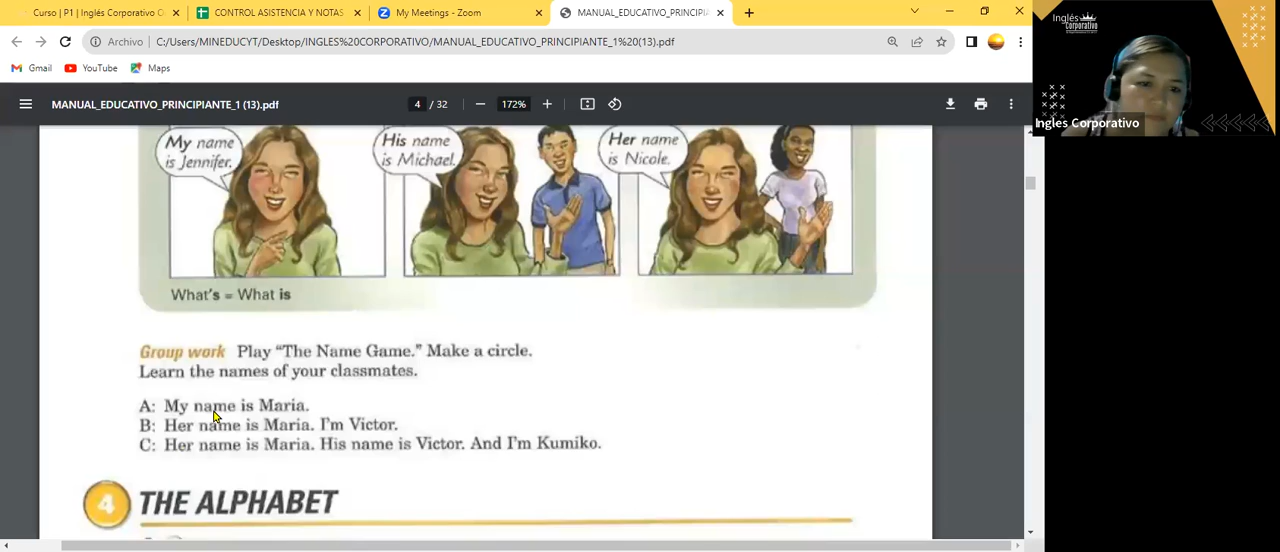 Curso | P1 | Inglés Corporativo O
CONTROL ASISTENCIA Y NOTAS
My Meetings - Zoom
MANUAL_EDUCATIVO_PRINCIPIA
Archivo
C:/Users/MINEDUCYT/Desktop/INGLES%20CORPORATIVO/MANUAL_EDUCATIVO_PRINCIPIANTE_1%20(13).pdf
Gmail
YouTube
Maps
MANUAL_EDUCATIVO_PRINCIPIANTE_1 (13).pdf
4 / 32
172%
Inglés
Corporativo
Ingles Corporativo
My name
is Jennifer.
His name
is Michael.
Her name
is Nicole.
What's = What is
Group work Play “The Name Game.” Make a circle.
Learn the names of your classmates.
A: My name is Maria.
B: Her name is Maria. I'm Victor.
C: Her name is Maria. His name is Victor. And I'm Kumiko.
4 THE ALPHABET